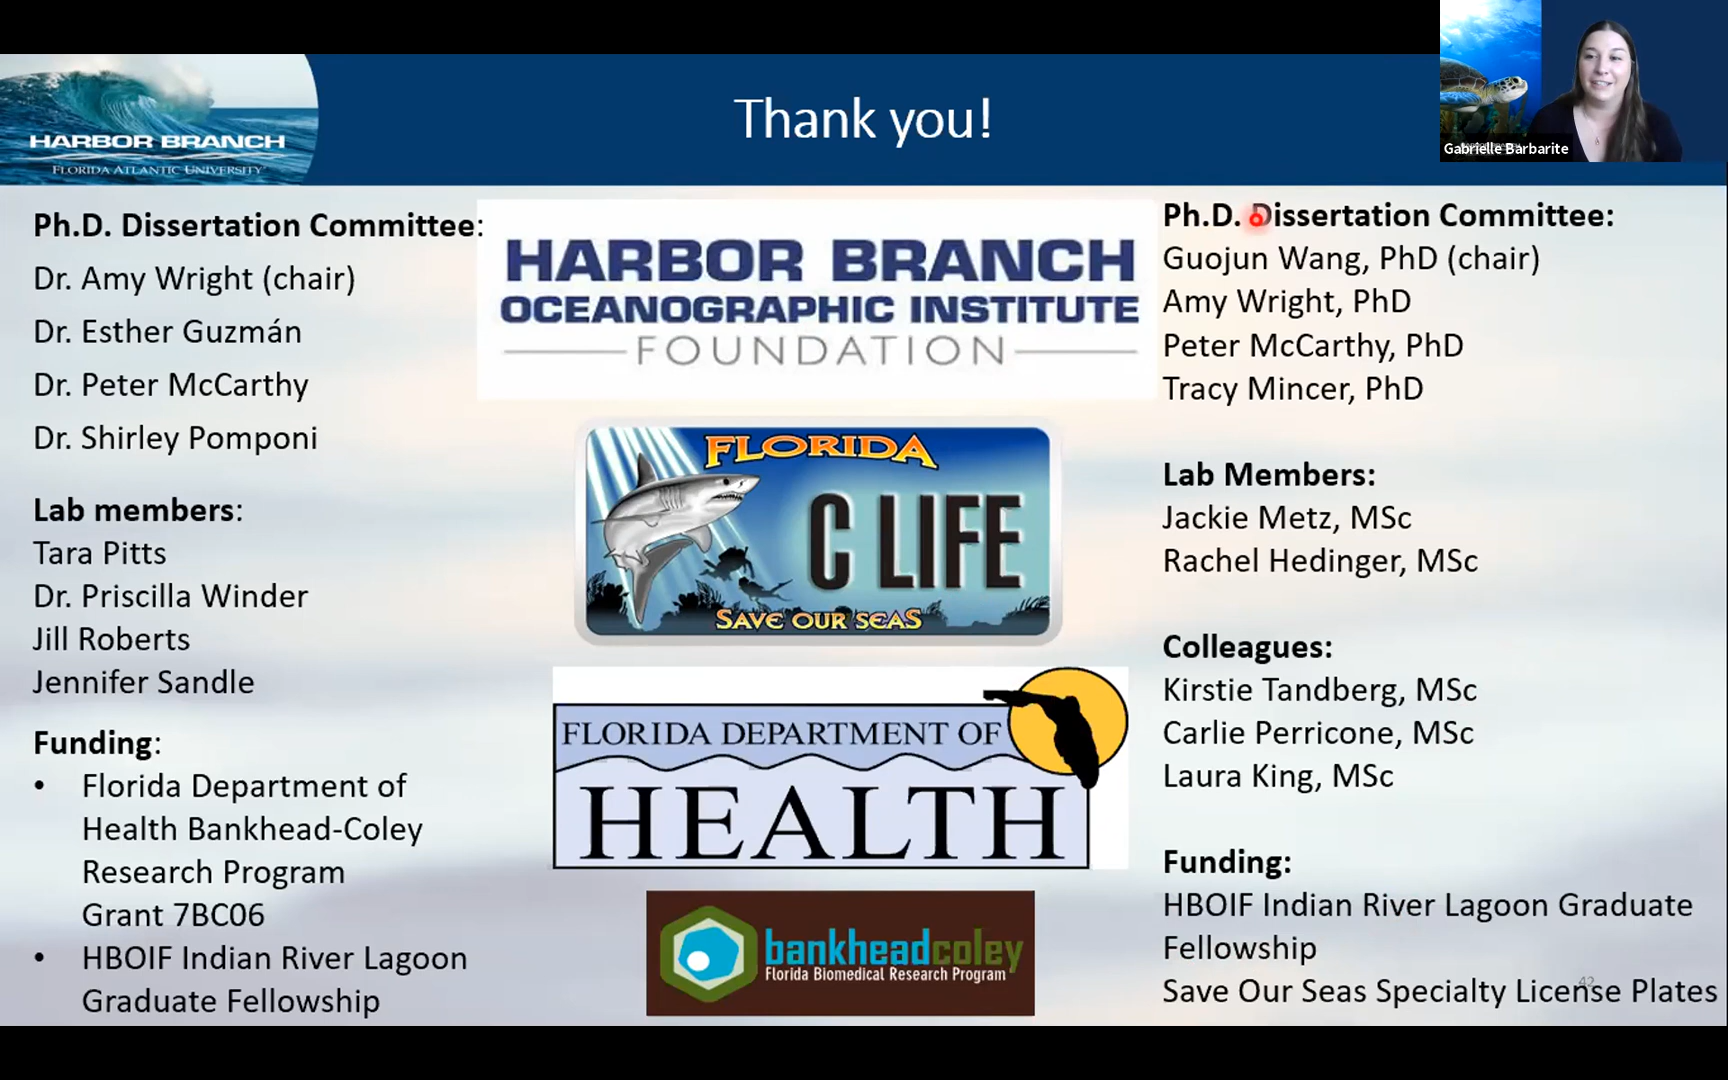 HARBOR BRANCH
FLORIDA ATLANTIC UNIVERSITY
Thank you!
Gabrielle Barbarite
Ph.D. Dissertation Committee:
Dr. Amy Wright (chair)
Dr. Esther Guzmán
Dr. Peter McCarthy
Dr. Shirley Pomponi
Lab members:
Tara Pitts
Dr. Priscilla Winder
Jill Roberts
Jennifer Sandle
Funding:
• Florida Department of
Health Bankhead-Coley
Research Program
Grant 7BC06
• HBOIF Indian River Lagoon
Graduate Fellowship
HARBOR BRANCH
OCEANOGRAPHIC INSTITUTE
FOUNDATION
FLORIDA
C LIFE
SAVE OUR SEAS
FLORIDA DEPARTMENT OF
HEALTH
bankheadcoley
Florida Biomedical Research Program
Ph.D. Dissertation Committee:
Guojun Wang, PhD (chair)
Amy Wright, PhD
Peter McCarthy, PhD
Tracy Mincer, PhD
Lab Members:
Jackie Metz, MSc
Rachel Hedinger, MSc
Colleagues:
Kirstie Tandberg, MSc
Carlie Perricone, MSc
Laura King, MSc
Funding:
HBOIF Indian River Lagoon Graduate
Fellowship
Save Our Seas Specialty License Plates
42